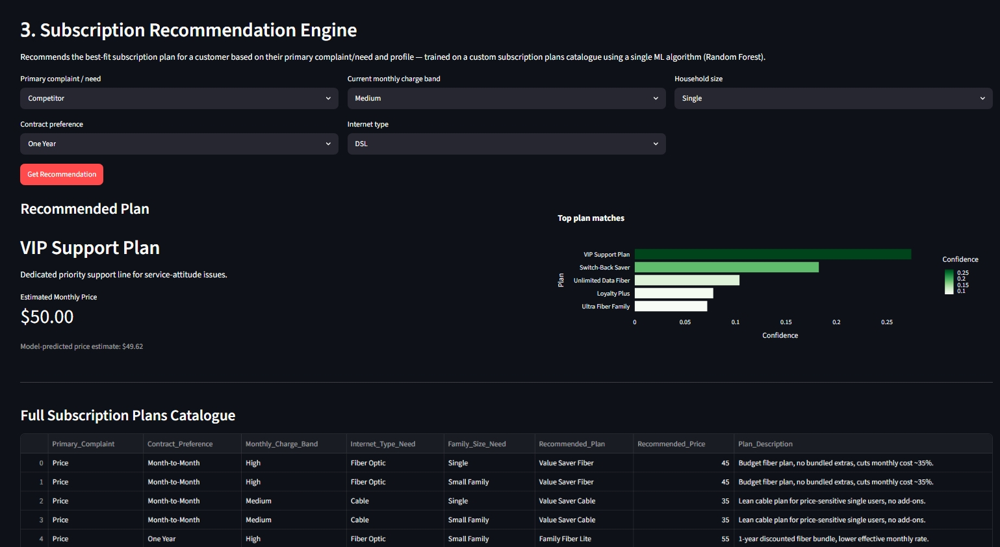 3. Subscription Recommendation Engine
Recommends the best-fit subscription plan for a customer based on their primary complaint/need and profile — trained on a custom subscription plans catalogue using a single ML algorithm (Random Forest).
Primary complaint / need
Current monthly charge band
Household size
Competitor
Medium
Single
Contract preference
Internet type
One Year
DSL
Get Recommendation
Recommended Plan
VIP Support Plan
Dedicated priority support line for service-attitude issues.
Estimated Monthly Price
$50.00
Model-predicted price estimate: $49.62
Top plan matches
Plan
VIP Support Plan
Switch-Back Saver
Unlimited Data Fiber
Loyalty Plus
Ultra Fiber Family
0 0.05 0.1 0.15 0.2 0.25
Confidence
Confidence
0.25
0.2
0.15
0.1
Full Subscription Plans Catalogue
Primary_Complaint Contract_Preference Monthly_Charge_Band Internet_Type_Need Family_Size_Need Recommended_Plan Recommended_Price Plan_Description
0 Price Month-to-Month High Fiber Optic Single Value Saver Fiber 45 Budget fiber plan, no bundled extras, cuts monthly cost ~35%.
1 Price Month-to-Month High Fiber Optic Small Family Value Saver Fiber 45 Budget fiber plan, no bundled extras, cuts monthly cost ~35%.
2 Price Month-to-Month Medium Cable Single Value Saver Cable 35 Lean cable plan for price-sensitive single users, no add-ons.
3 Price Month-to-Month Medium Cable Small Family Value Saver Cable 35 Lean cable plan for price-sensitive single users, no add-ons.
4 Price One Year High Fiber Optic Small Family Family Fiber Lite 55 1-year discounted fiber bundle, lower effective monthly rate.